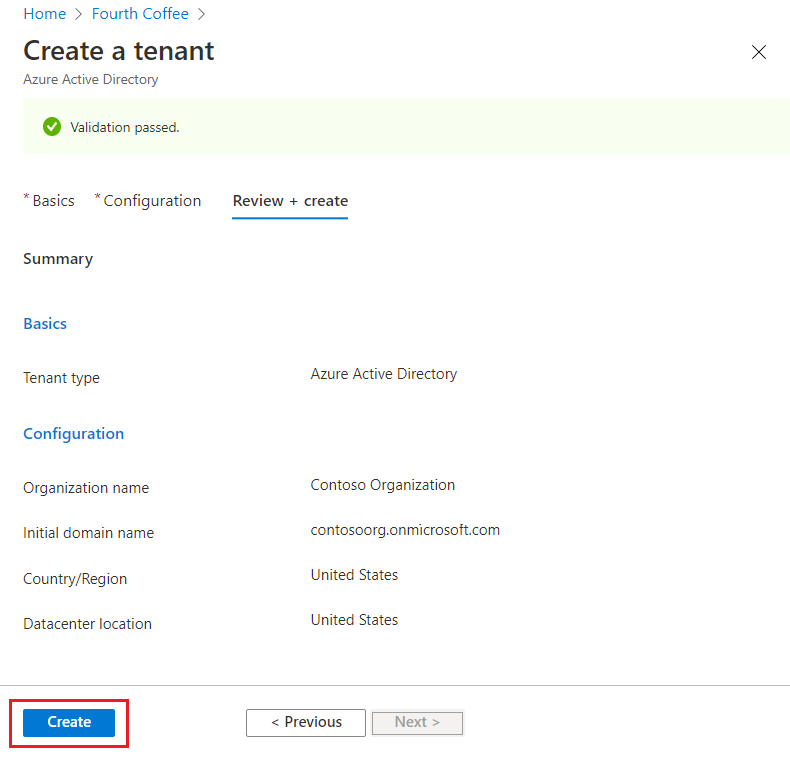 Home > Fourth Coffee >
Create a tenant
Azure Active Directory
Validation passed.
* Basics * Configuration Review + create
Summary
Basics
Tenant type Azure Active Directory
Configuration
Organization name Contoso Organization
Initial domain name contosoorg.onmicrosoft.com
Country/Region United States
Datacenter location United States
Create < Previous Next >